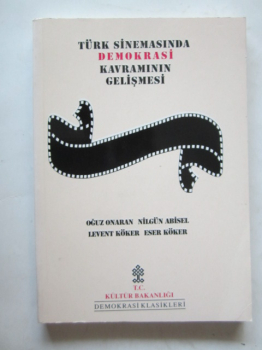 TÜRK SİNEMASINDA
DEMOKRASİ
KAVRAMININ
GELİŞMESİ
OĞUZ ONARAN NİLGÜN ABİSEL
LEVENT KÖKER ESER KÖKER
T.C.
KÜLTÜR BAKANLIĞI
DEMOKRASİ KLASİKLERİ